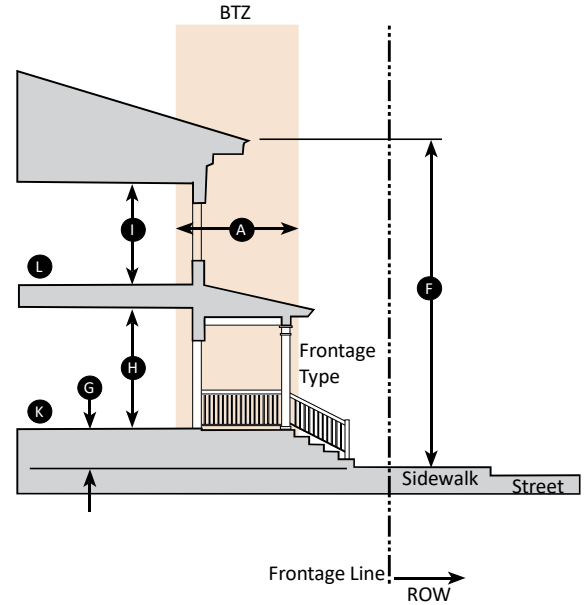 BTZ
I
A
L
F
H
Frontage
Type
G
K
Sidewalk
Street
Frontage Line
ROW